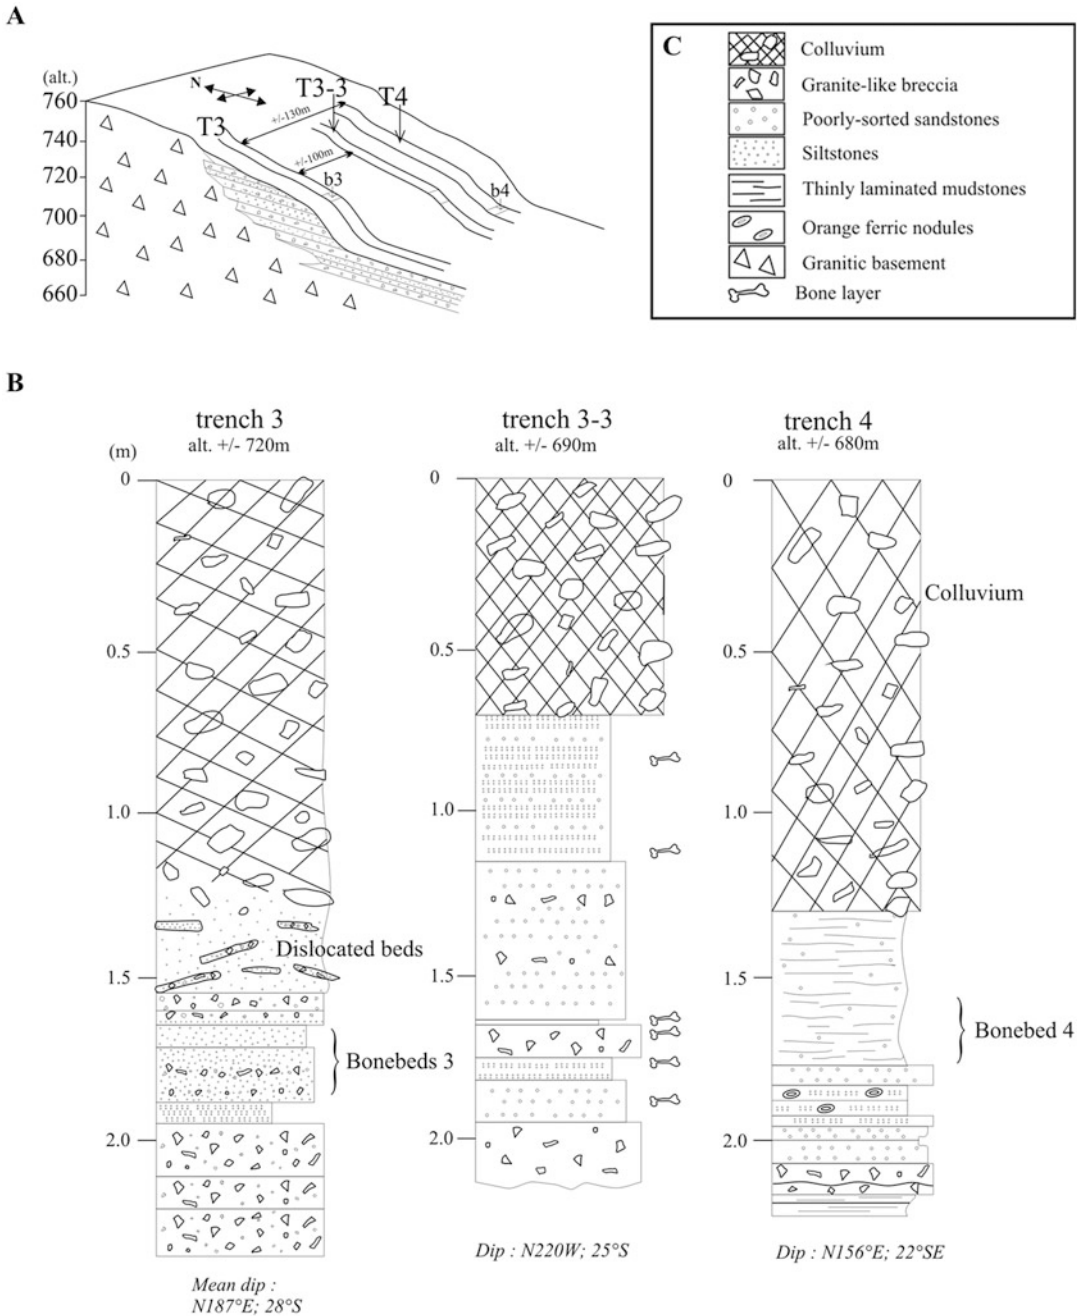 A
(alt.)
760
740
720
700
680
660
N
T3
T3-3
T4
+/-130m
+/-100m
b3
b4
C
Colluvium
Granite-like breccia
Poorly-sorted sandstones
Siltstones
Thinly laminated mudstones
Orange ferric nodules
Granitic basement
Bone layer
B
trench 3
alt. +/- 720m
(m)
0
0.5
1.0
1.5
2.0
Dislocated beds
Bonebeds 3
Mean dip :
N187°E; 28°S
trench 3-3
alt. +/- 690m
0
0.5
1.0
1.5
2.0
Dip : N220W; 25°S
trench 4
alt. +/- 680m
0
0.5
1.0
1.5
2.0
Colluvium
Bonebed 4
Dip : N156°E; 22°SE